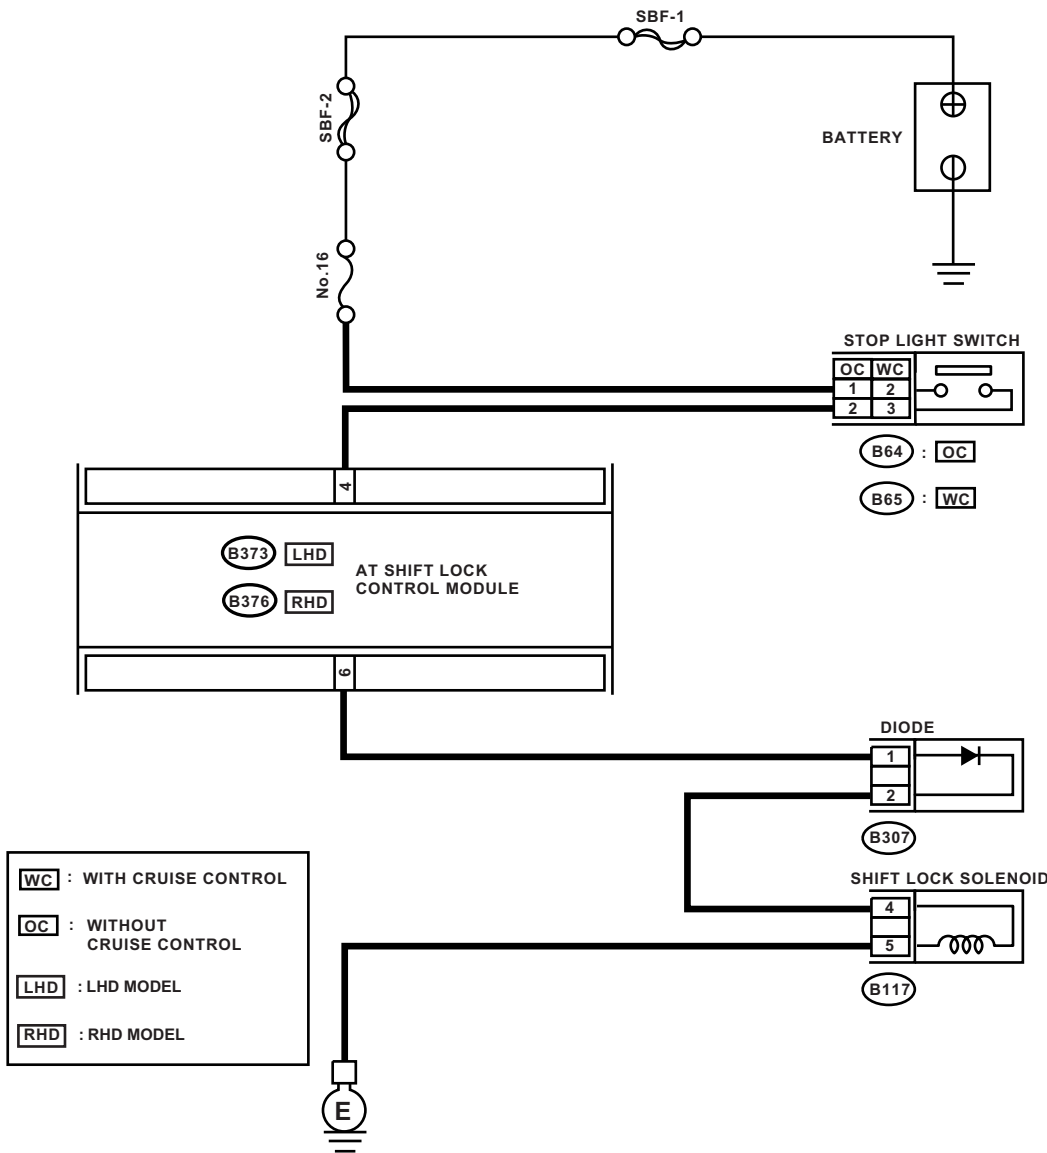 SBF-1
SBF-2
BATTERY
No.16
STOP LIGHT SWITCH
OC WC
1 2
2 3
B64 : OC
B65 : WC
4
B373 LHD
B376 RHD
AT SHIFT LOCK
CONTROL MODULE
6
DIODE
1
2
B307
SHIFT LOCK SOLENOID
4
5
B117
WC : WITH CRUISE CONTROL
OC : WITHOUT
CRUISE CONTROL
LHD : LHD MODEL
RHD : RHD MODEL
E